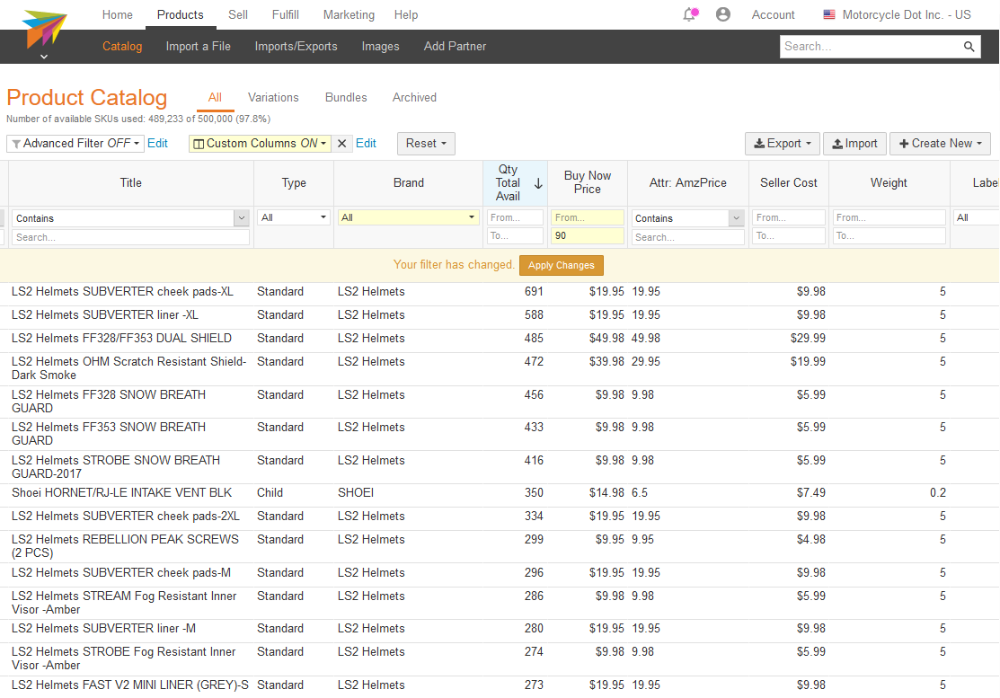 Home Products Sell Fulfill Marketing Help Account Motorcycle Dot Inc. - US
Catalog Import a File Imports/Exports Images Add Partner Search...
Product Catalog All Variations Bundles Archived
Number of available SKUs used: 489,233 of 500,000 (97.8%)
Advanced Filter OFF Edit Custom Columns ON Edit Reset Export Import Create New
Title Type Brand Qty Total Avail Buy Now Price Attr: AmzPrice Seller Cost Weight Label
Contains All All From... From... Contains From... From... All
Search... To... 90 Search... To... To...
Your filter has changed. Apply Changes
LS2 Helmets SUBVERTER cheek pads-XL Standard LS2 Helmets 691 $19.95 19.95 $9.98 5
LS2 Helmets SUBVERTER liner -XL Standard LS2 Helmets 588 $19.95 19.95 $9.98 5
LS2 Helmets FF328/FF353 DUAL SHIELD Standard LS2 Helmets 485 $49.98 49.98 $29.99 5
LS2 Helmets OHM Scratch Resistant Shield- Standard LS2 Helmets 472 $39.98 29.95 $19.99 5
Dark Smoke
LS2 Helmets FF328 SNOW BREATH Standard LS2 Helmets 456 $9.98 9.98 $5.99 5
GUARD
LS2 Helmets FF353 SNOW BREATH Standard LS2 Helmets 433 $9.98 9.98 $5.99 5
GUARD
LS2 Helmets STROBE SNOW BREATH Standard LS2 Helmets 416 $9.98 9.98 $5.99 5
GUARD-2017
Shoei HORNET/RJ-LE INTAKE VENT BLK Child SHOEI 350 $14.98 6.5 $7.49 0.2
LS2 Helmets SUBVERTER cheek pads-2XL Standard LS2 Helmets 334 $19.95 19.95 $9.98 5
LS2 Helmets REBELLION PEAK SCREWS Standard LS2 Helmets 299 $9.95 9.95 $4.98 5
(2 PCS)
LS2 Helmets SUBVERTER cheek pads-M Standard LS2 Helmets 296 $19.95 19.95 $9.98 5
LS2 Helmets STREAM Fog Resistant Inner Standard LS2 Helmets 286 $9.98 9.98 $5.99 5
Visor -Amber
LS2 Helmets SUBVERTER liner -M Standard LS2 Helmets 280 $19.95 19.95 $9.98 5
LS2 Helmets STROBE Fog Resistant Inner Standard LS2 Helmets 274 $9.98 9.98 $5.99 5
Visor -Amber
LS2 Helmets FAST V2 MINI LINER (GREY)-S Standard LS2 Helmets 273 $19.95 19.95 $9.98 5